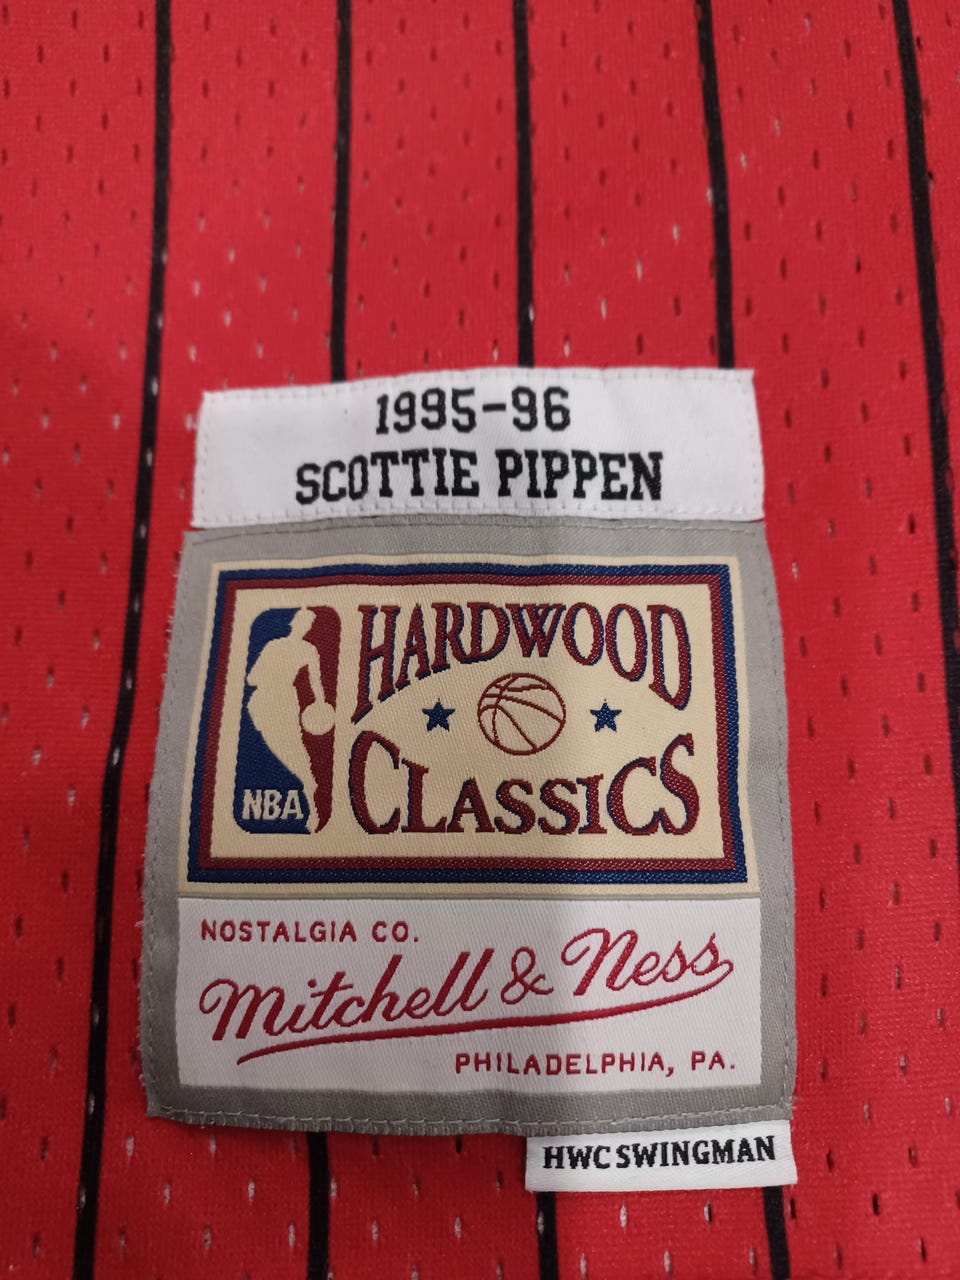 1995-96
SCOTTIE PIPPEN
HARDWOOD
CLASSICS
NBA
NOSTALGIA CO.
Mitchell & Ness
PHILADELPHIA, PA.
HWC SWINGMAN